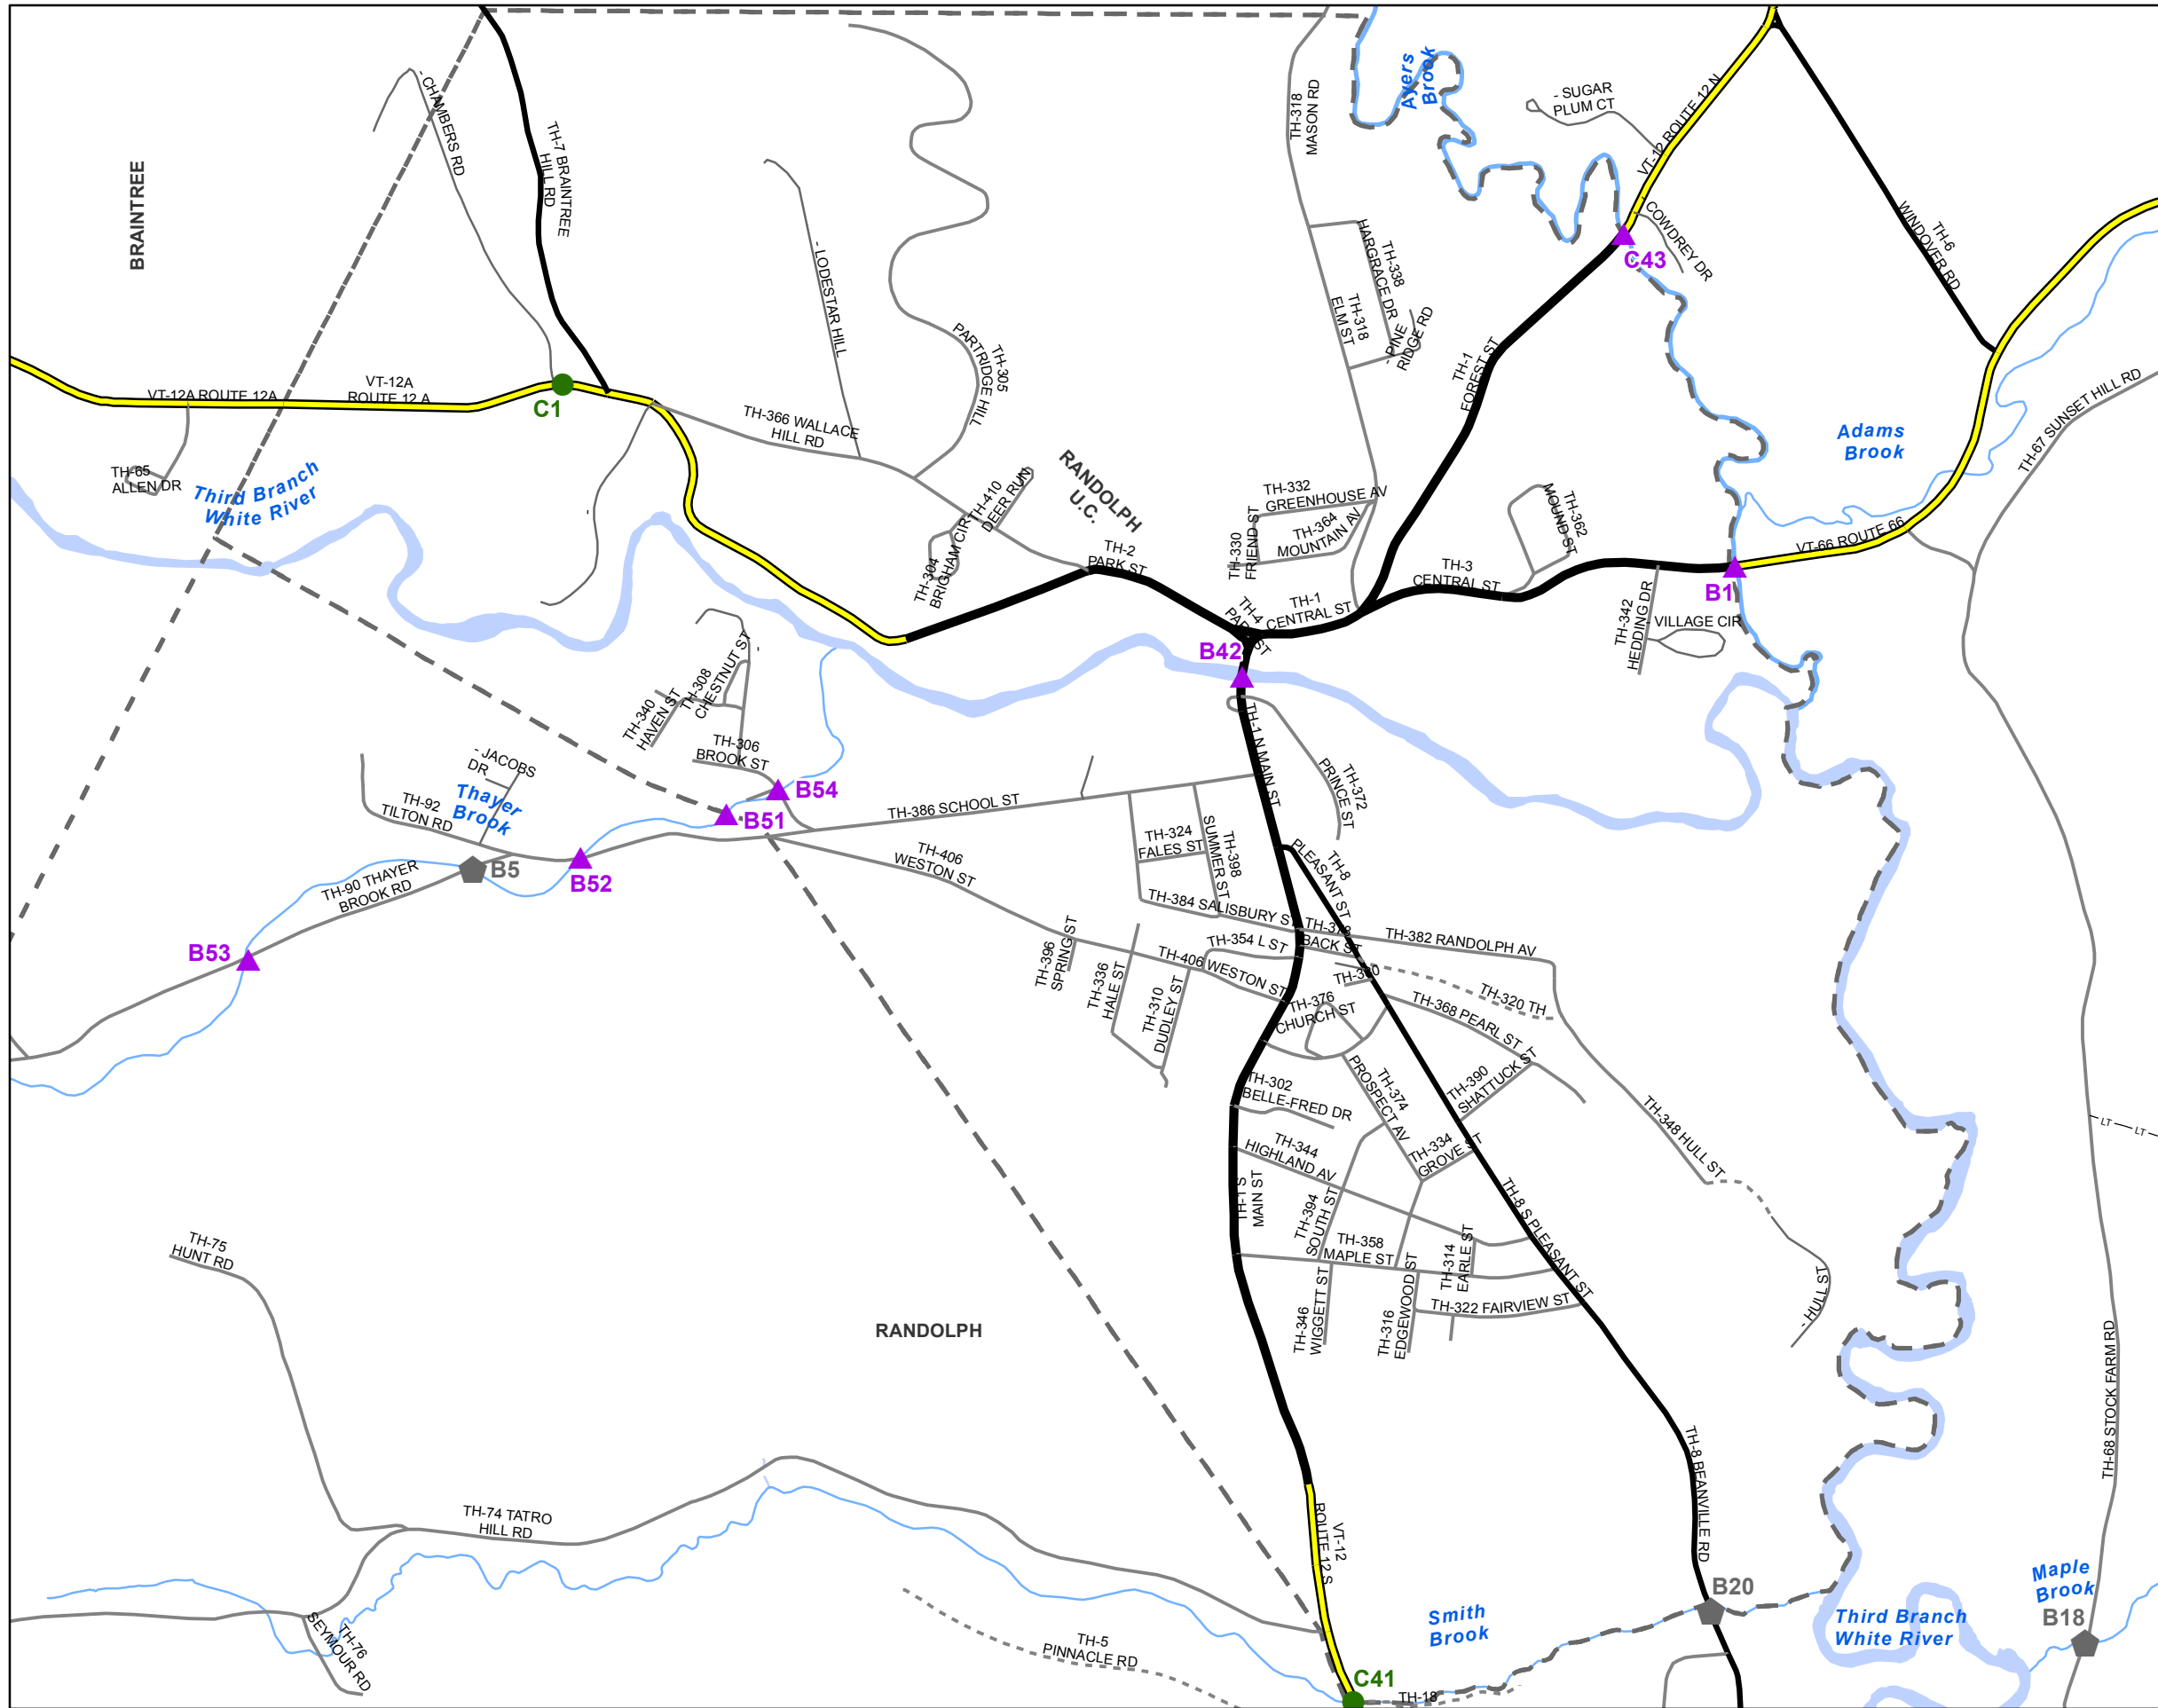 BRAINTREE
- CHAMBERS RD
TH-7 BRAINTREE
HILL RD
- LODESTAR HILL
TH-305
PARTRIDGE HILL
TH-318
MASON RD
Ayers
Brook
- SUGAR
PLUM CT
VT-12 ROUTE 12 N
COWDREY DR
C43
TH-6
WINDOVER RD
TH-338
HARGRACE DR
TH-318
ELM ST
- PINE
RIDGE RD
TH-1
FOREST ST
VT-12A ROUTE 12A
VT-12A
ROUTE 12 A
C1
TH-366 WALLACE
HILL RD
TH-65
ALLEN DR
Third Branch
White River
-
TH-410
DEER RUN
TH-304
BRIGHAM CIR
RANDOLPH
U.C.
TH-2
PARK ST
TH-332
GREENHOUSE AV
TH-364
MOUNTAIN AV
TH-330
FRIEND ST
TH-362
MOUND ST
TH-3
CENTRAL ST
TH-1
CENTRAL ST
TH-4
PARK ST
B42
Adams
Brook
TH-67 SUNSET HILL RD
VT-66 ROUTE 66
B1
TH-342
HEDDING DR
- VILLAGE CIR
TH-308
CHESTNUT ST
-
TH-340
HAVEN ST
TH-306
BROOK ST
B54
B51
- JACOBS
DR
Thayer
Brook
TH-92
TILTON RD
B5
B52
TH-90 THAYER
BROOK RD
B53
TH-386 SCHOOL ST
TH-406
WESTON ST
TH-1 N MAIN ST
TH-372
PRINCE ST
TH-324
FALES ST
TH-398
SUMMER ST
TH-8
PLEASANT ST
TH-384 SALISBURY ST
TH-378
BACK ST
TH-382 RANDOLPH AV
TH-354 L ST
TH-406 WESTON ST
TH-396
SPRING ST
TH-336
HALE ST
TH-310
DUDLEY ST
TH-380
TH-320 TH
TH-376
CHURCH ST
TH-368 PEARL ST
TH-390
SHATTUCK ST
TH-374
PROSPECT AV
TH-302
BELLE-FRED DR
TH-344
HIGHLAND AV
TH-334
GROVE ST
TH-348 HULL ST
LT LT
TH-1 S
MAIN ST
TH-394
SOUTH ST
TH-358
MAPLE ST
TH-314
EARLE ST
TH-8 S PLEASANT ST
TH-346
WIGGETT ST
TH-316
EDGEWOOD ST
TH-322 FAIRVIEW ST
- HULL ST
TH-75
HUNT RD
RANDOLPH
TH-68 STOCK FARM RD
TH-74 TATRO
HILL RD
TH-76
SEYMOUR RD
VT-12
ROUTE 12 S
TH-8 BEANVILLE RD
B20
Smith
Brook
Third Branch
White River
Maple
Brook
B18
TH-5
PINNACLE RD
C41
TH-18